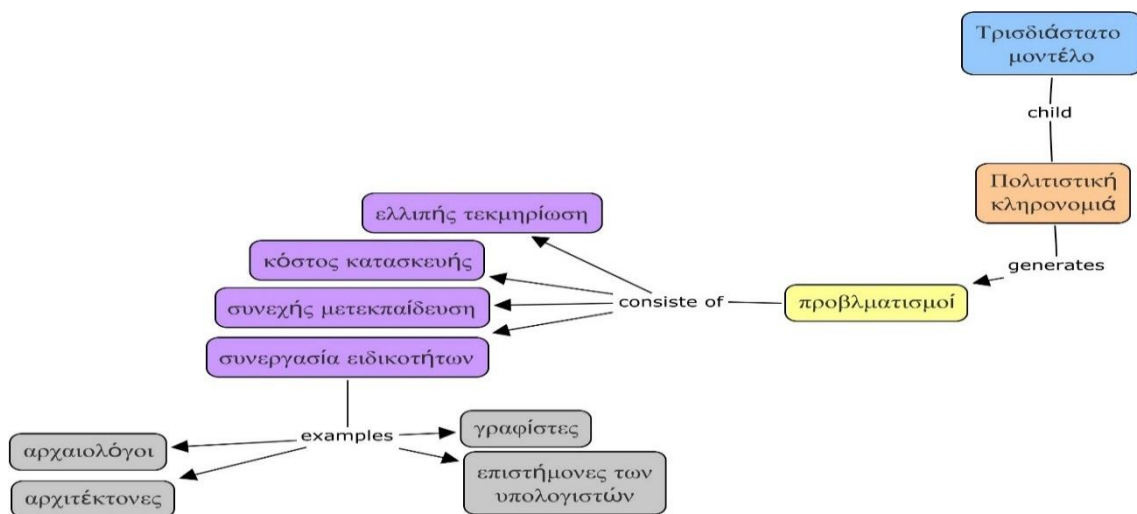 Τρισδιάστατο
μοντέλο
child
Πολιτιστική
κληρονομιά
generates
προβλματισμοί
consiste of
ελλιπής τεκμηρίωση
κόστος κατασκευής
συνεχής μετεκπαίδευση
συνεργασία ειδικοτήτων
examples
αρχαιολόγοι
αρχιτέκτονες
γραφίστες
επιστήμονες των
υπολογιστών